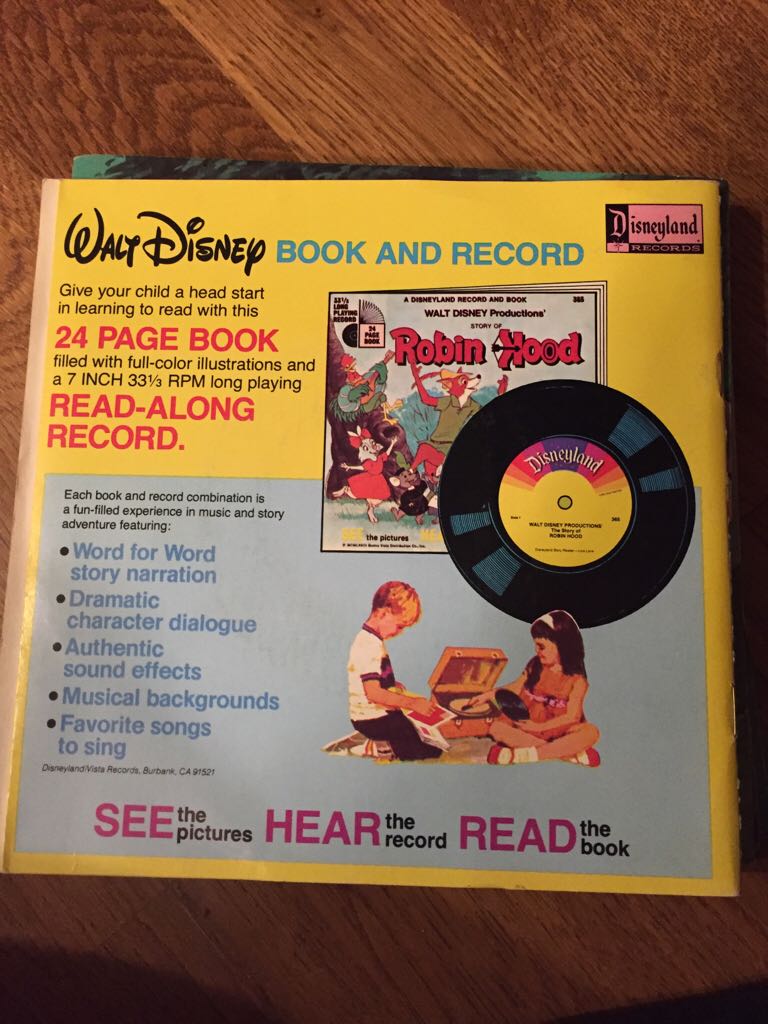 WALT DISNEY BOOK AND RECORD
Disneyland
RECORDS
Give your child a head start
in learning to read with this
24 PAGE BOOK
filled with full-color illustrations and
a 7 INCH 33⅓ RPM long playing
READ-ALONG
RECORD.
33⅓
LONG
PLAYING
RECORD
24
PAGE
BOOK
A DISNEYLAND RECORD AND BOOK
365
WALT DISNEY Productions'
STORY OF
Robin Hood
SEE the pictures HEA
Disneyland
Side 1
365
WALT DISNEY PRODUCTIONS'
The Story of
ROBIN HOOD
Each book and record combination is
a fun-filled experience in music and story
adventure featuring:
• Word for Word
story narration
• Dramatic
character dialogue
• Authentic
sound effects
• Musical backgrounds
• Favorite songs
to sing
Disneyland/Vista Records, Burbank, CA 91521
SEE the pictures HEAR the record READ the book